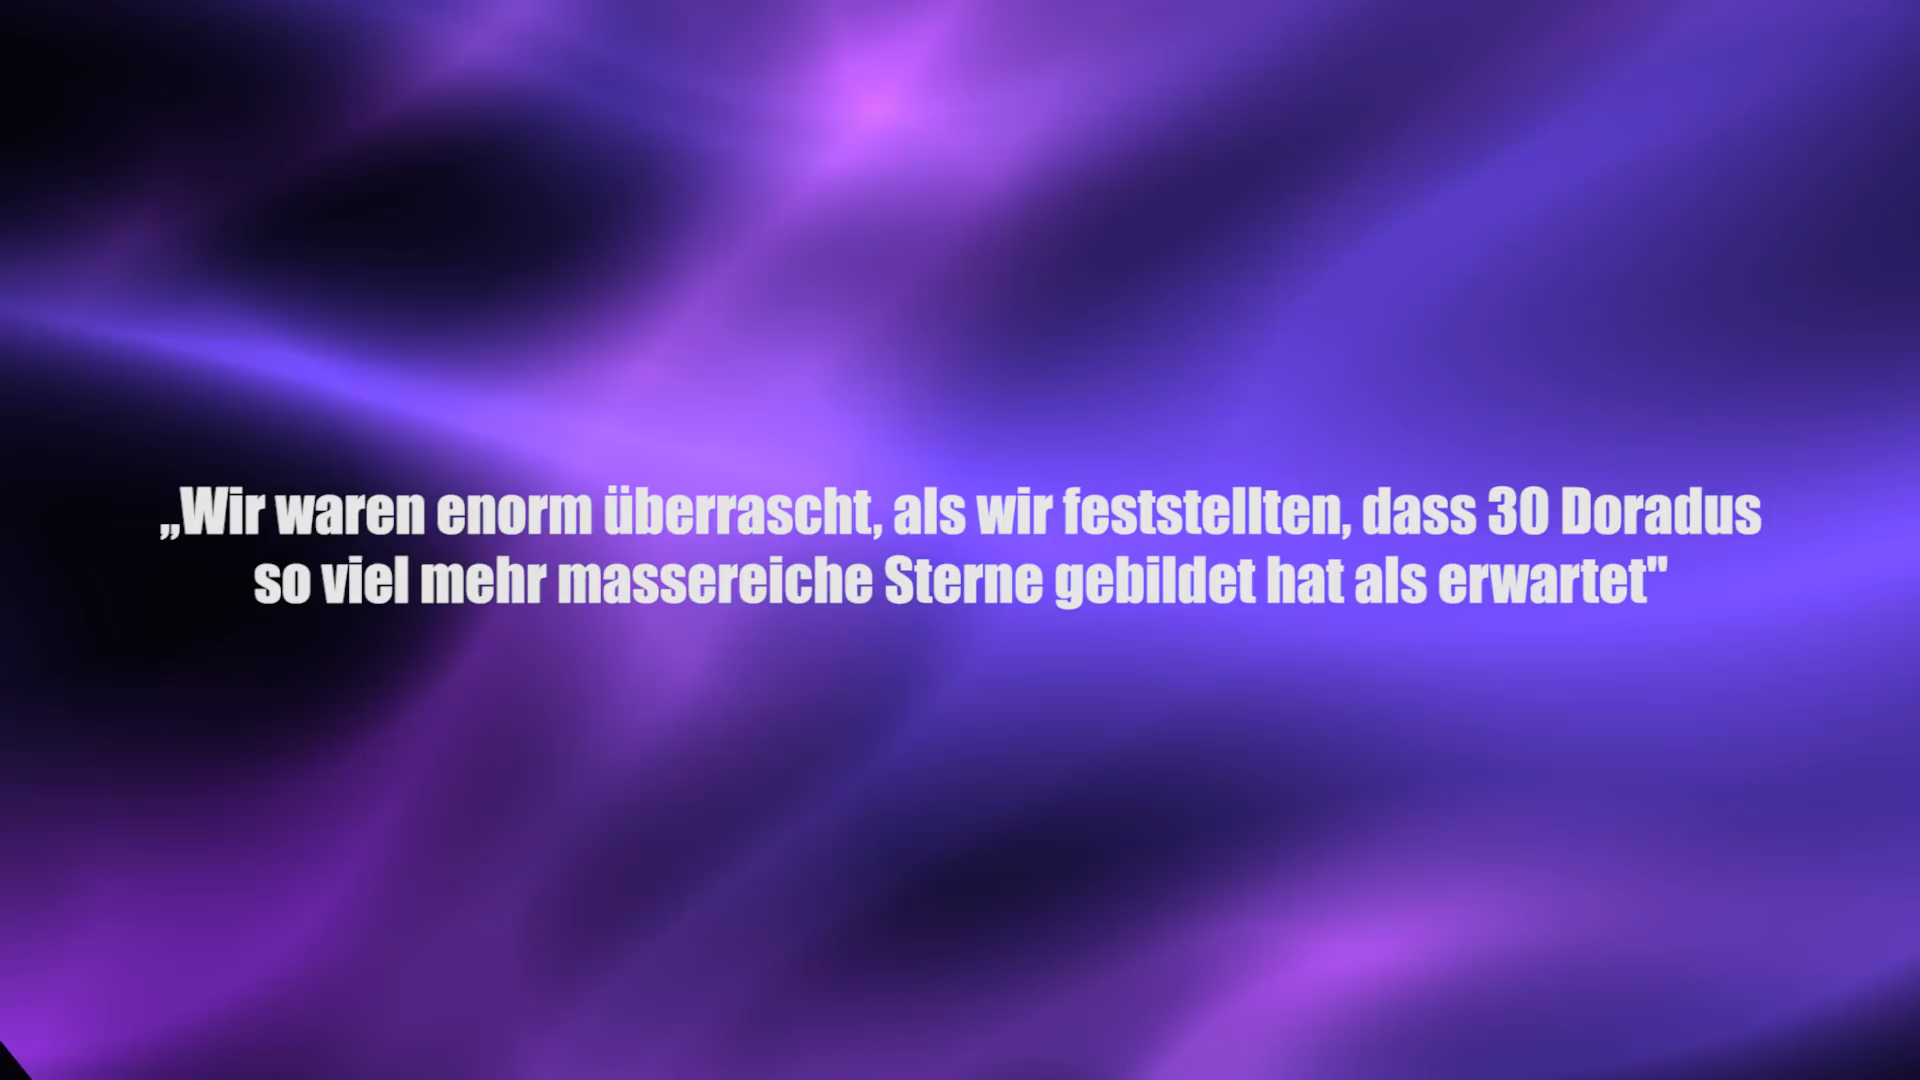 „Wir waren enorm überrascht, als wir feststellten, dass 30 Doradus
so viel mehr massereiche Sterne gebildet hat als erwartet"